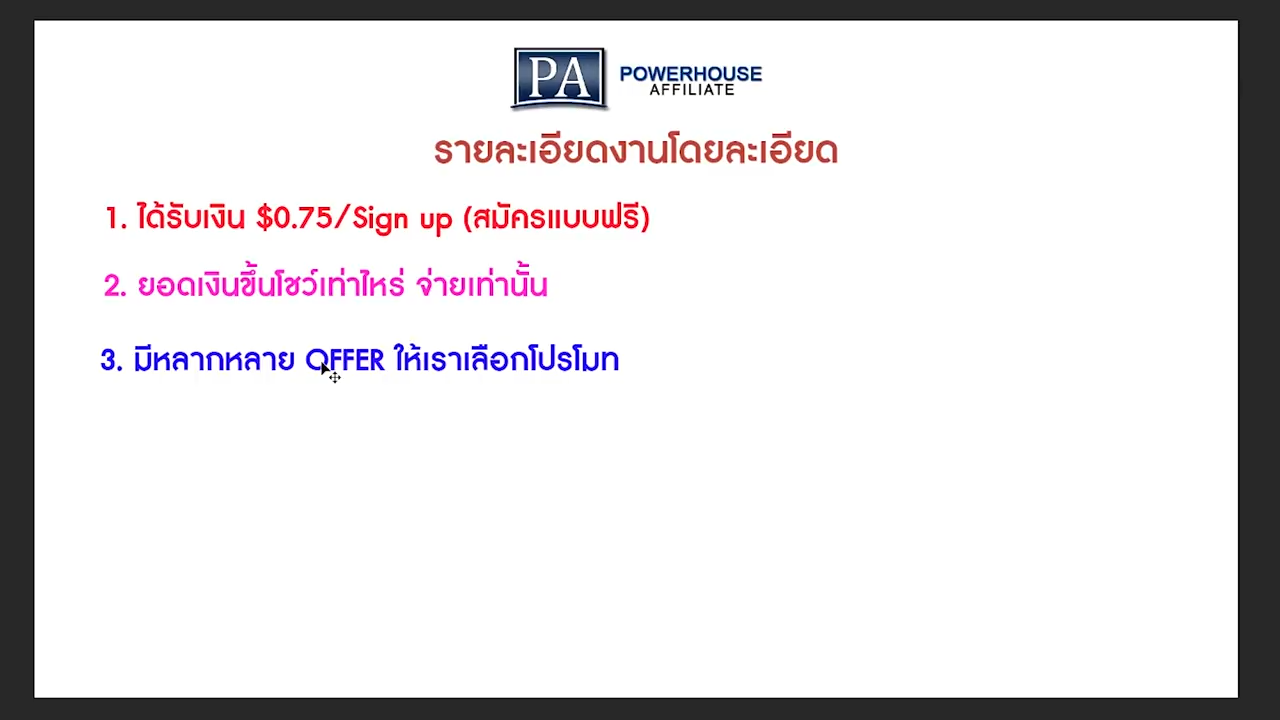 PA POWERHOUSE
AFFILIATE
รายละเอียดงานโดยละเอียด
1. ได้รับเงิน $0.75/Sign up (สมัครแบบฟรี)
2. ยอดเงินขึ้นโชว์เท่าไหร่ จ่ายเท่านั้น
3. มีหลากหลาย OFFER ให้เราเลือกโปรโมท